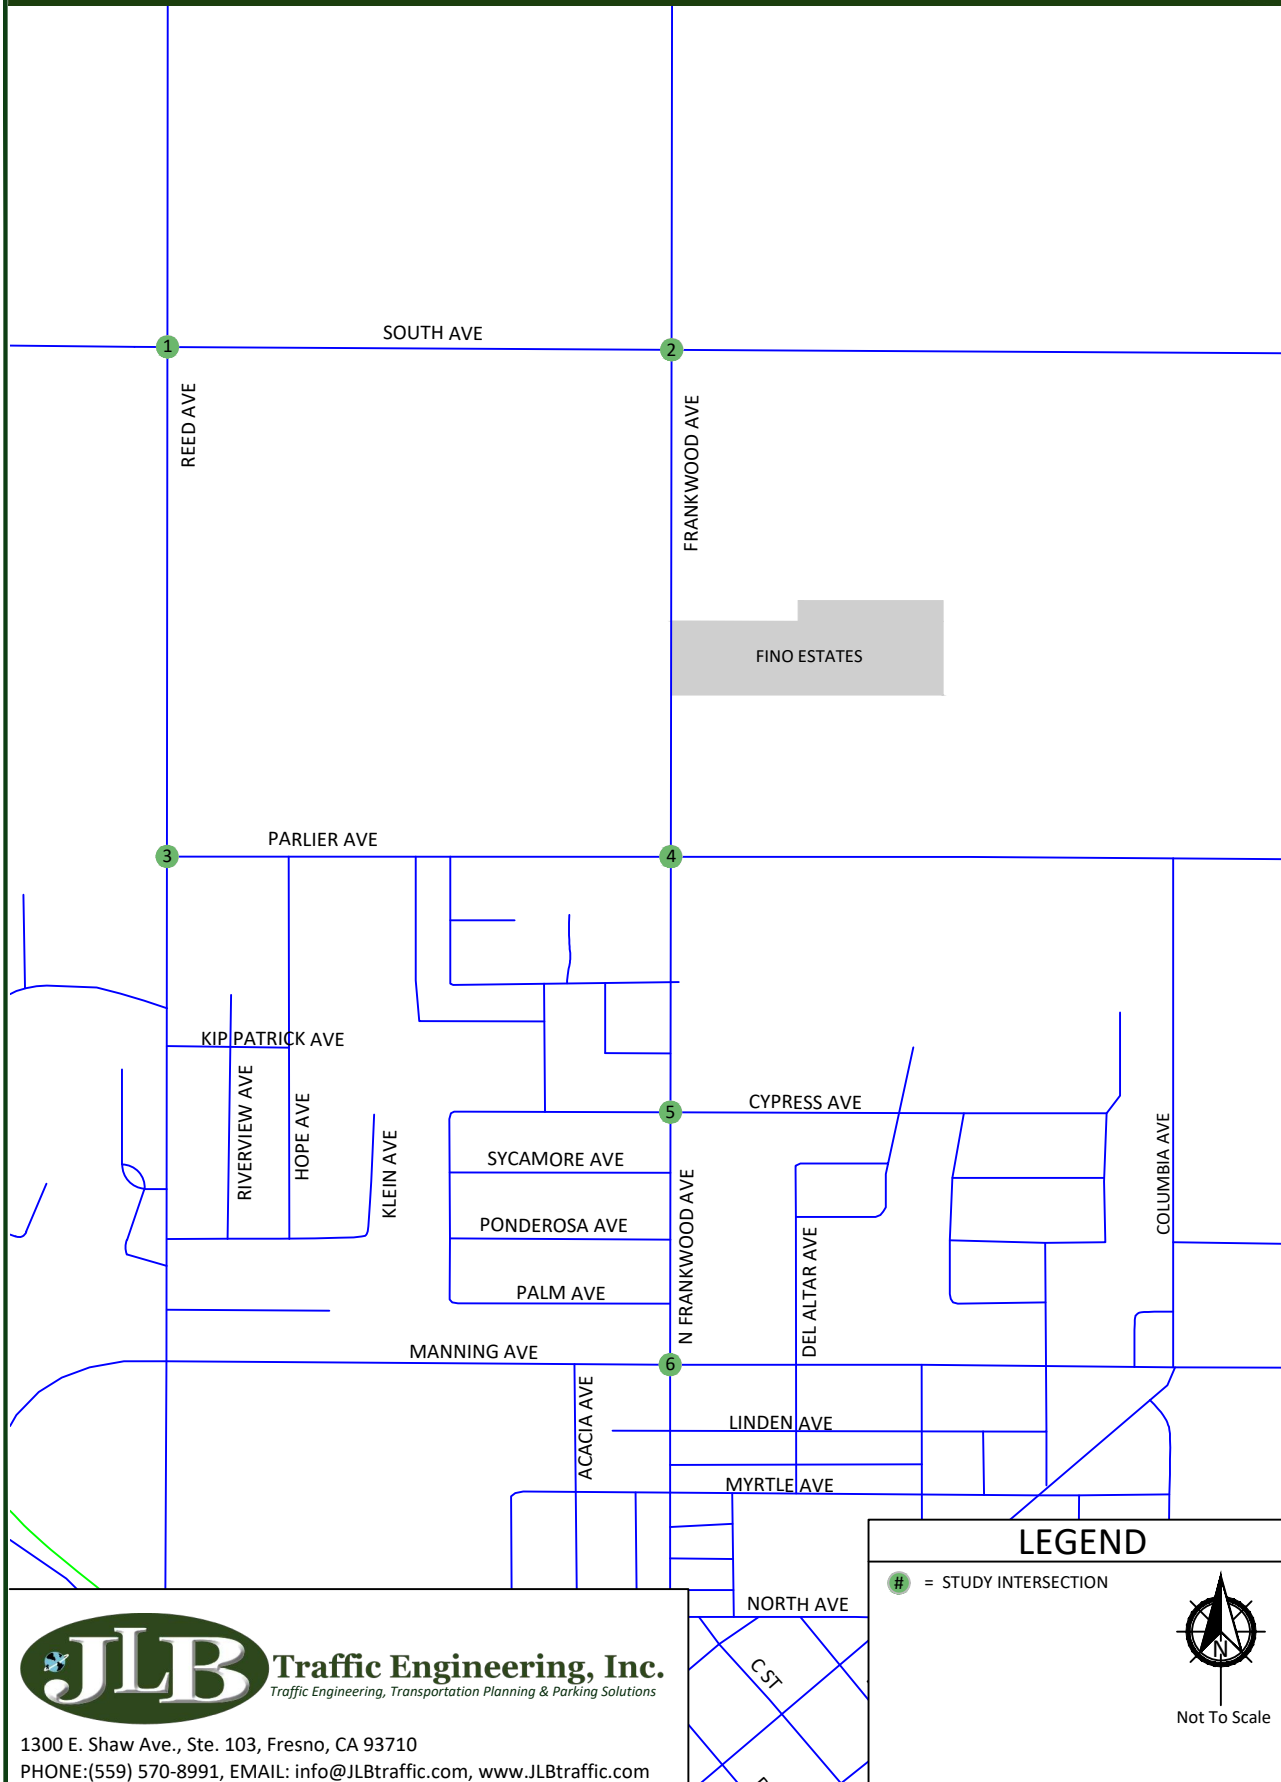 SOUTH AVE
1
2
REED AVE
FRANKWOOD AVE
FINO ESTATES
PARLIER AVE
3
4
KIP PATRICK AVE
RIVERVIEW AVE
HOPE AVE
KLEIN AVE
CYPRESS AVE
5
SYCAMORE AVE
PONDEROSA AVE
PALM AVE
N FRANKWOOD AVE
DEL ALTAR AVE
COLUMBIA AVE
MANNING AVE
6
ACACIA AVE
LINDEN AVE
MYRTLE AVE
NORTH AVE
C ST
LEGEND
# = STUDY INTERSECTION
N
Not To Scale
JLB Traffic Engineering, Inc.
Traffic Engineering, Transportation Planning & Parking Solutions
1300 E. Shaw Ave., Ste. 103, Fresno, CA 93710
PHONE:(559) 570-8991, EMAIL: info@JLBtraffic.com, www.JLBtraffic.com